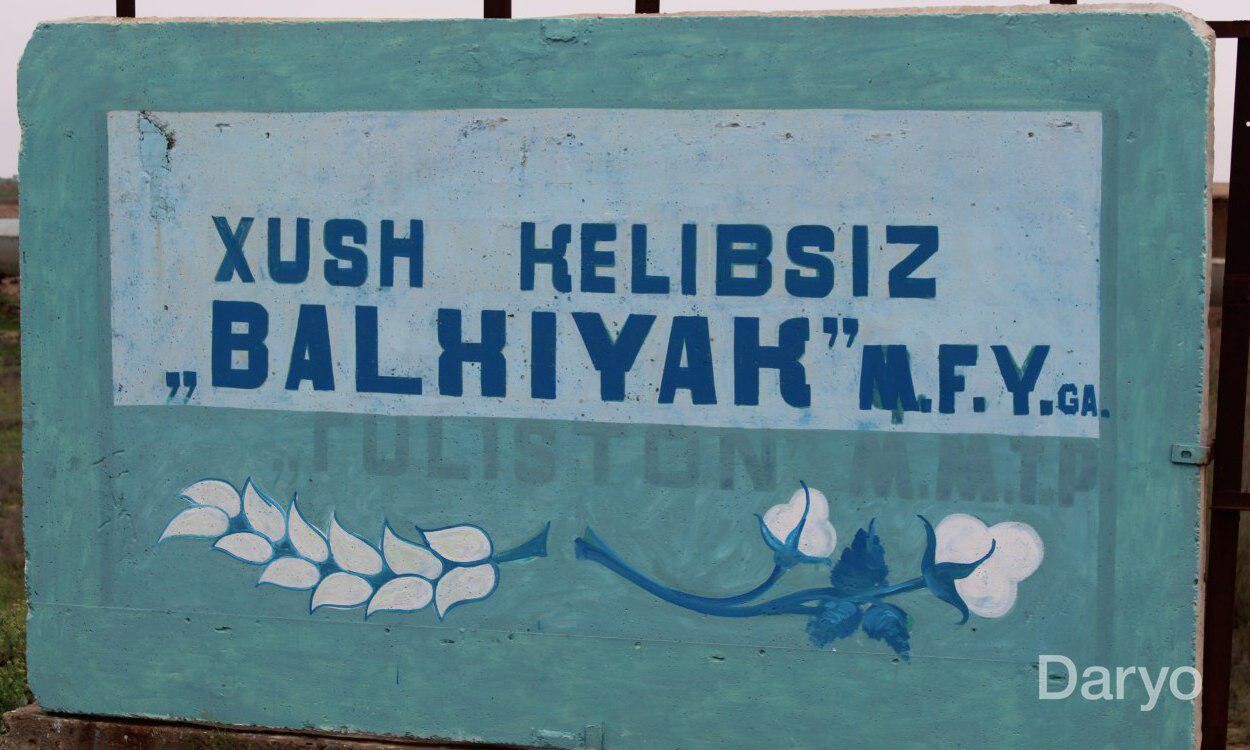 XUSH KELIBSIZ
„BALXIYAK” M.F.Y.GA.
Daryo